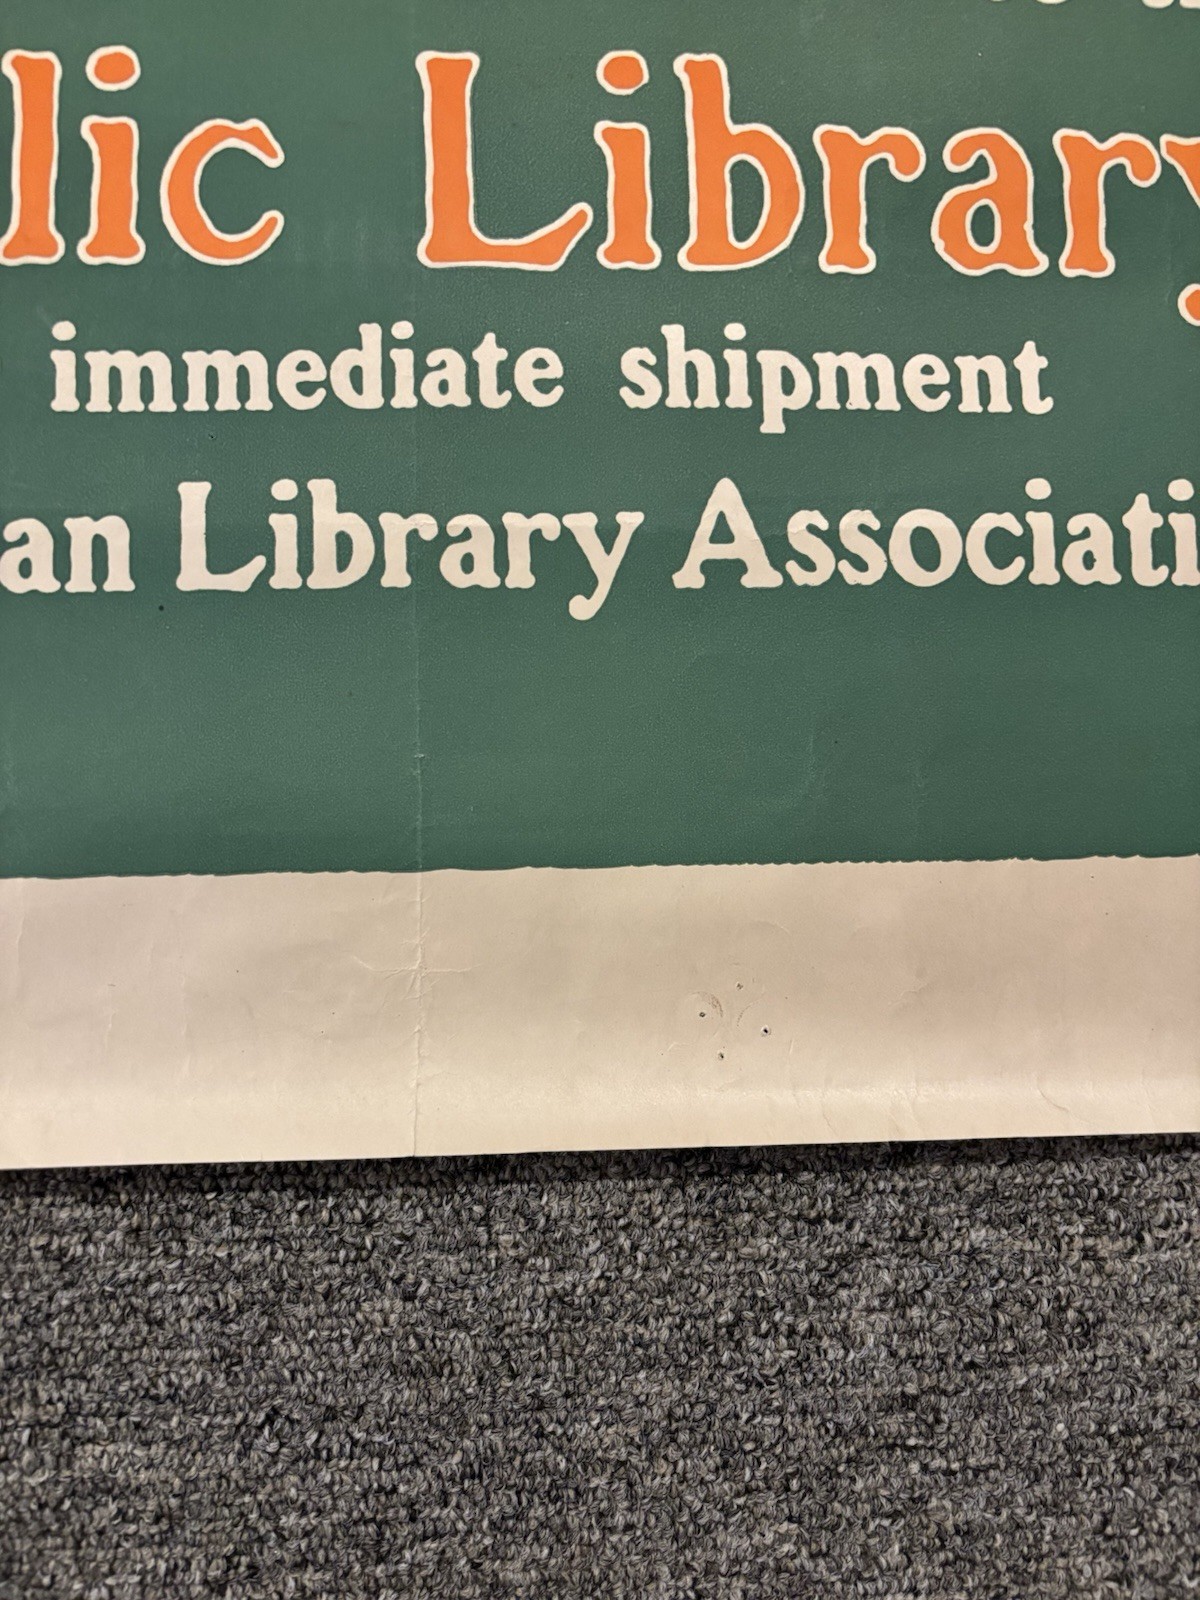 lic Library
immediate shipment
an Library Associati